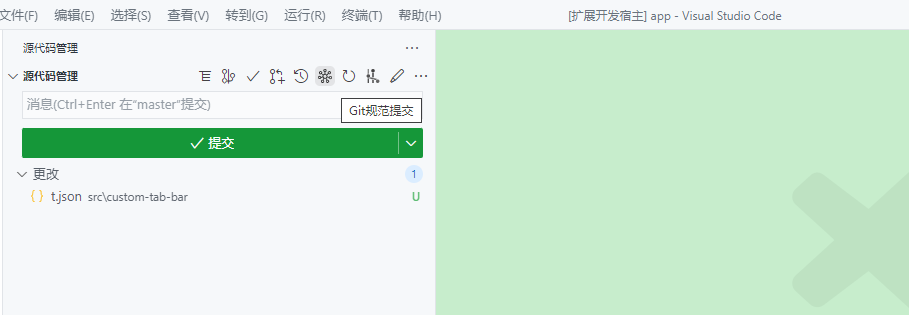 文件(F) 编辑(E) 选择(S) 查看(V) 转到(G) 运行(R) 终端(T) 帮助(H) [扩展开发宿主] app - Visual Studio Code
源代码管理
源代码管理
消息(Ctrl+Enter 在“master”提交)
Git规范提交
提交
更改 1
{} t.json src\custom-tab-bar U